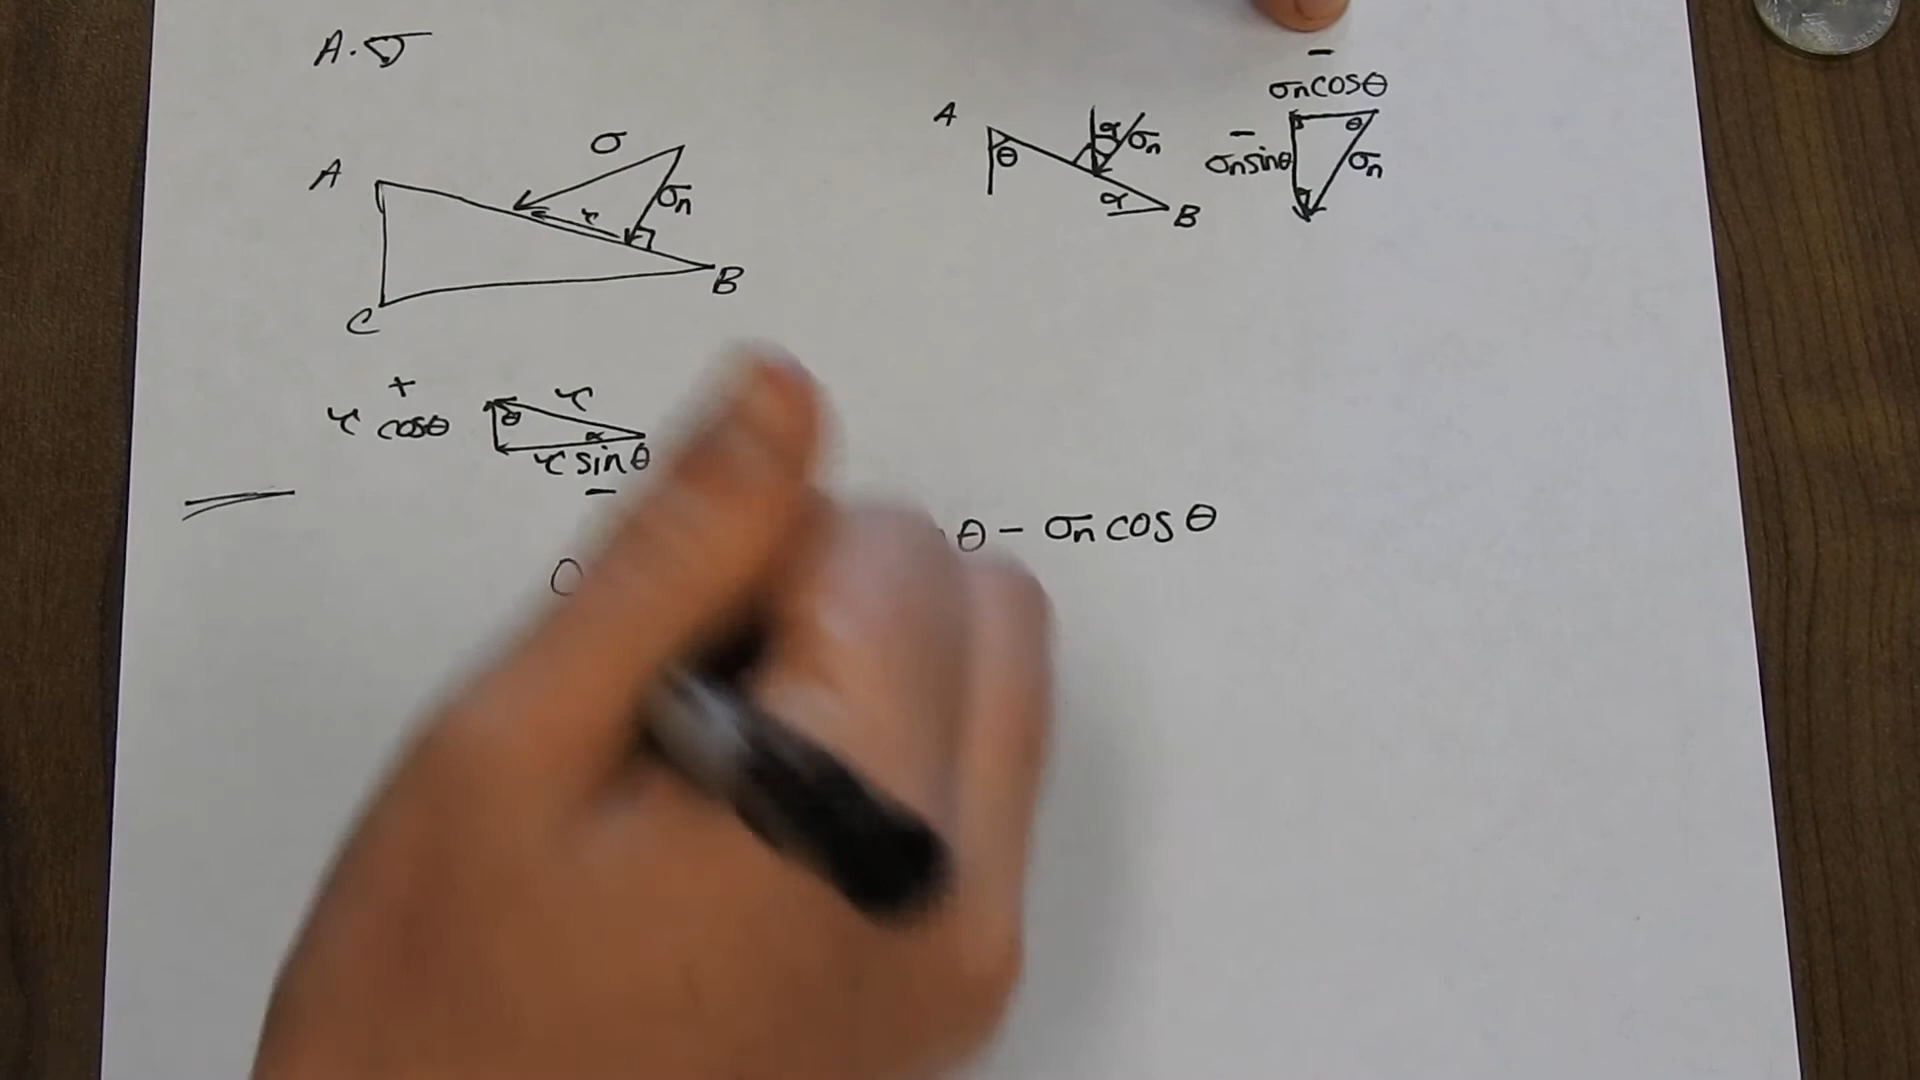 A · σ
σncosθ
A
θ
α
σn
α
B
σnsinθ
θ
σn
A
σ
σn
τ
B
C
+
τ cosθ
τ
θ
α
τ sinθ
−
θ − σn cos θ